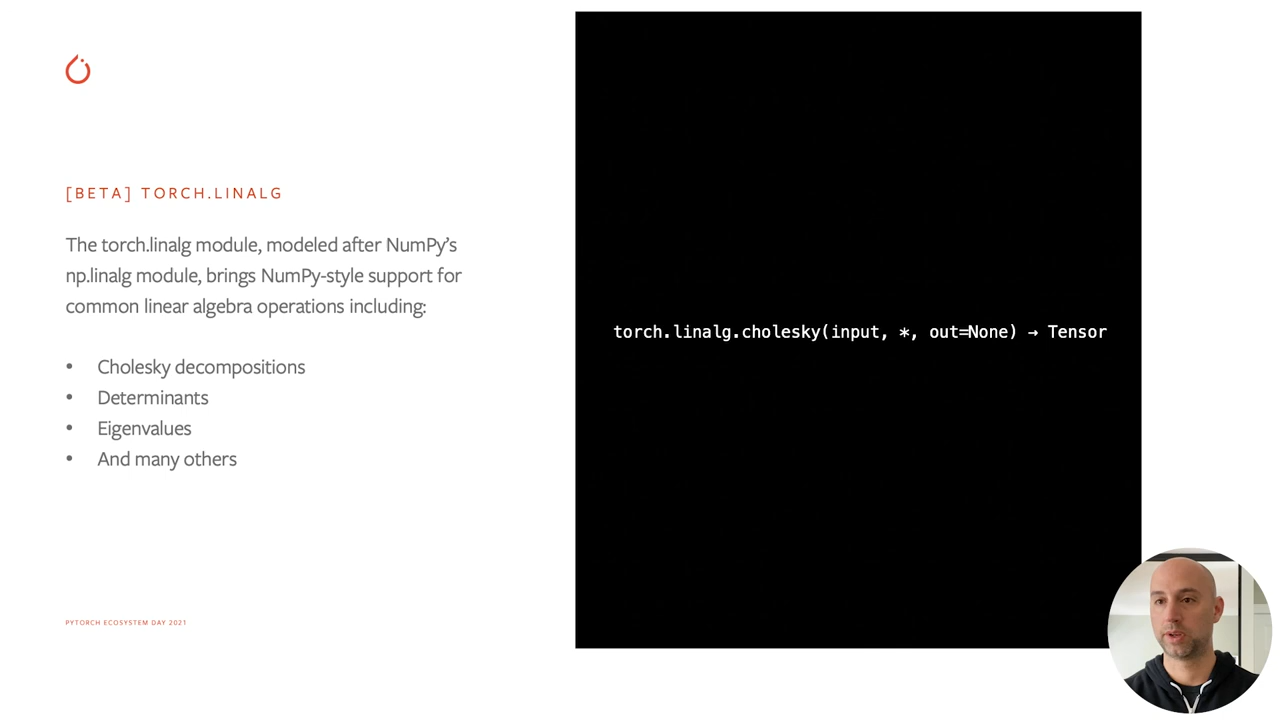 [BETA] TORCH.LINALG
The torch.linalg module, modeled after NumPy’s
np.linalg module, brings NumPy-style support for
common linear algebra operations including:
• Cholesky decompositions
• Determinants
• Eigenvalues
• And many others
torch.linalg.cholesky(input, *, out=None) → Tensor
PYTORCH ECOSYSTEM DAY 2021